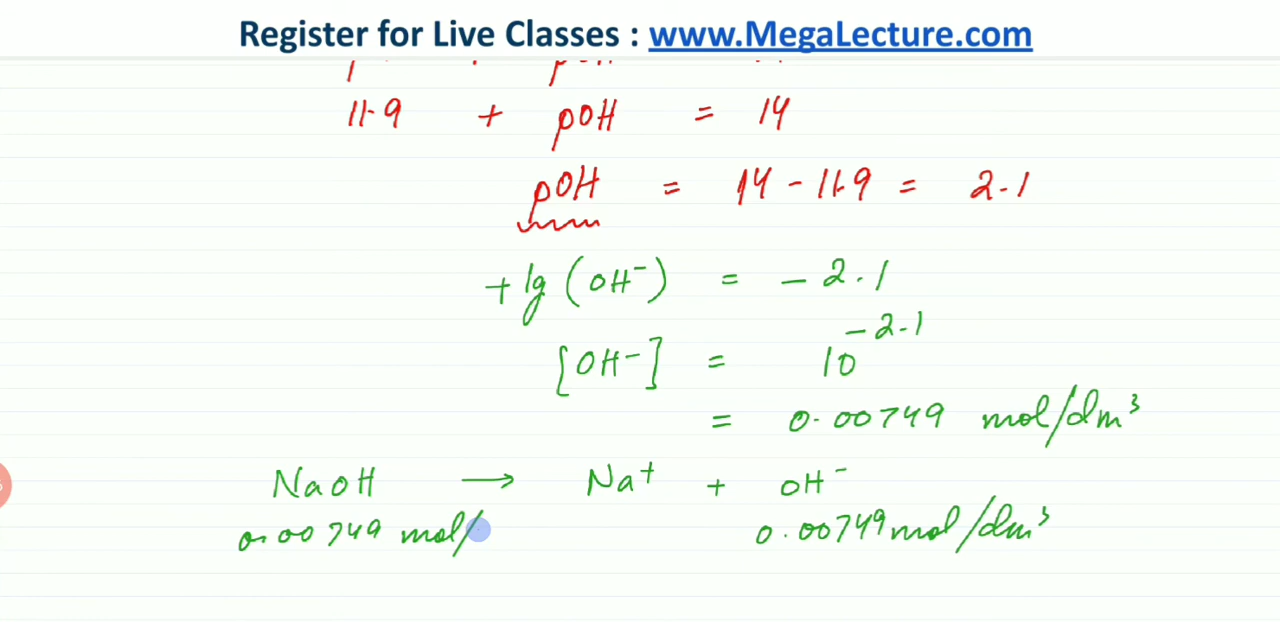 Register for Live Classes : www.MegaLecture.com
11.9 + pOH = 14
pOH = 14 - 11.9 = 2.1
+ lg (OH⁻) = - 2.1
[OH⁻] = 10⁻²·¹
= 0.00749 mol/dm³
NaOH → Na⁺ + OH⁻
0.00749 mol/ 0.00749 mol/dm³